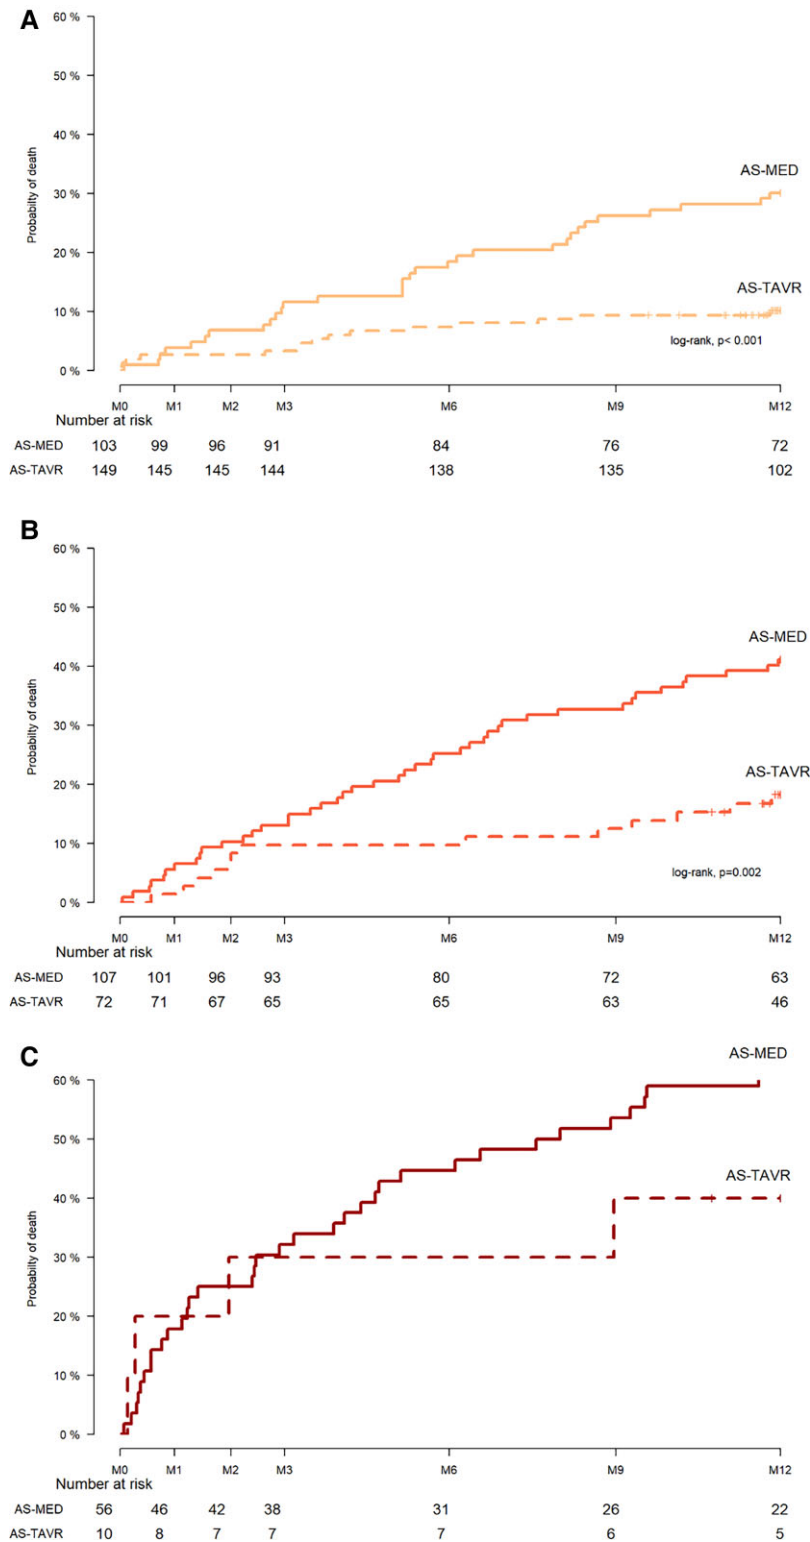 A
60 %
50 %
40 %
30 %
20 %
10 %
0 %
Probability of death
AS-MED
AS-TAVR
log-rank, p< 0.001
M0 M1 M2 M3 M6 M9 M12
Number at risk
AS-MED 103 99 96 91 84 76 72
AS-TAVR 149 145 145 144 138 135 102
B
60 %
50 %
40 %
30 %
20 %
10 %
0 %
Probability of death
AS-MED
AS-TAVR
log-rank, p=0.002
M0 M1 M2 M3 M6 M9 M12
Number at risk
AS-MED 107 101 96 93 80 72 63
AS-TAVR 72 71 67 65 65 63 46
C
AS-MED
60 %
50 %
40 %
30 %
20 %
10 %
0 %
Probability of death
AS-TAVR
M0 M1 M2 M3 M6 M9 M12
Number at risk
AS-MED 56 46 42 38 31 26 22
AS-TAVR 10 8 7 7 7 6 5